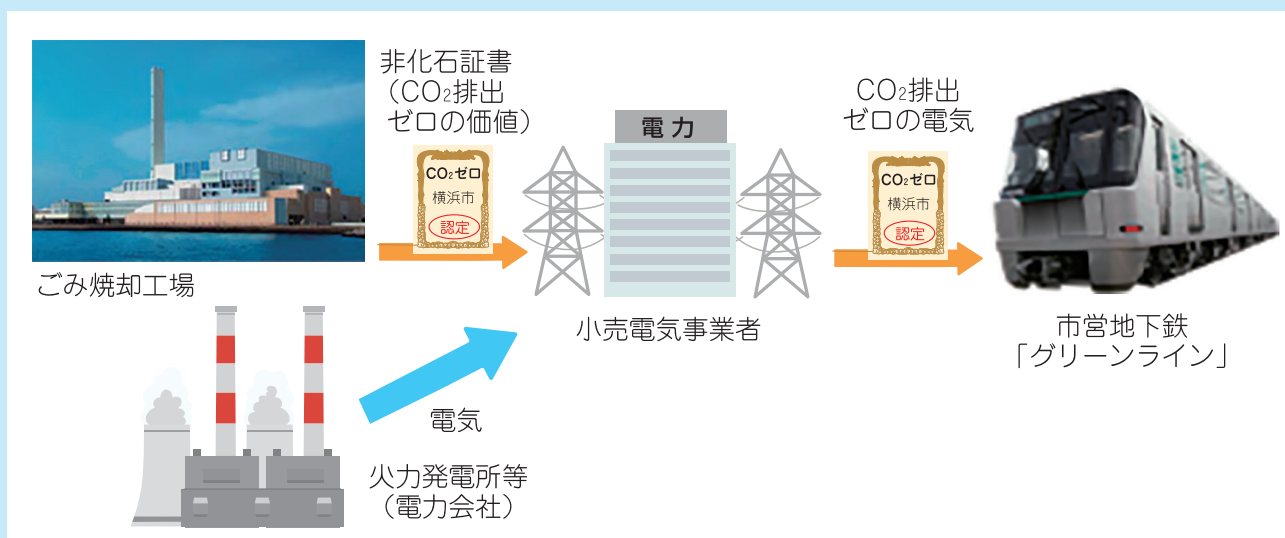 非化石証書
（CO₂排出
ゼロの価値）
CO₂ゼロ
横浜市
認定
ごみ焼却工場
電力
小売電気事業者
CO₂排出
ゼロの電気
CO₂ゼロ
横浜市
認定
市営地下鉄
「グリーンライン」
電気
火力発電所等
（電力会社）